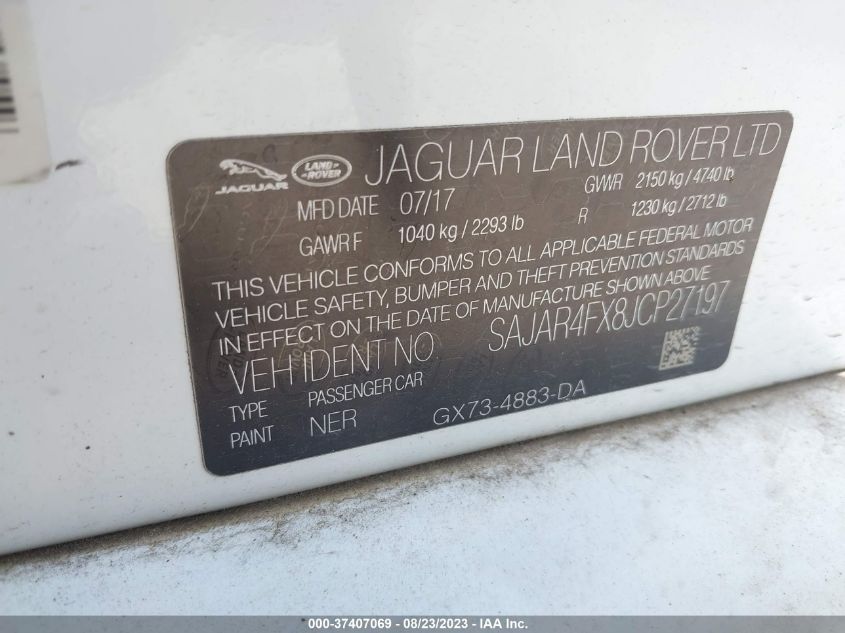 JAGUAR LAND-ROVER JAGUAR LAND ROVER LTD
MFD DATE 07/17 GVWR 2150 kg / 4740 lb
GAWR F 1040 kg / 2293 lb R 1230 kg / 2712 lb
THIS VEHICLE CONFORMS TO ALL APPLICABLE FEDERAL MOTOR
VEHICLE SAFETY, BUMPER AND THEFT PREVENTION STANDARDS
IN EFFECT ON THE DATE OF MANUFACTURE SHOWN ABOVE
VEH IDENT NO SAJAR4FX8JCP27197
TYPE PASSENGER CAR
PAINT NER GX73-4883-DA
000-37407069 - 08/23/2023 - IAA Inc.